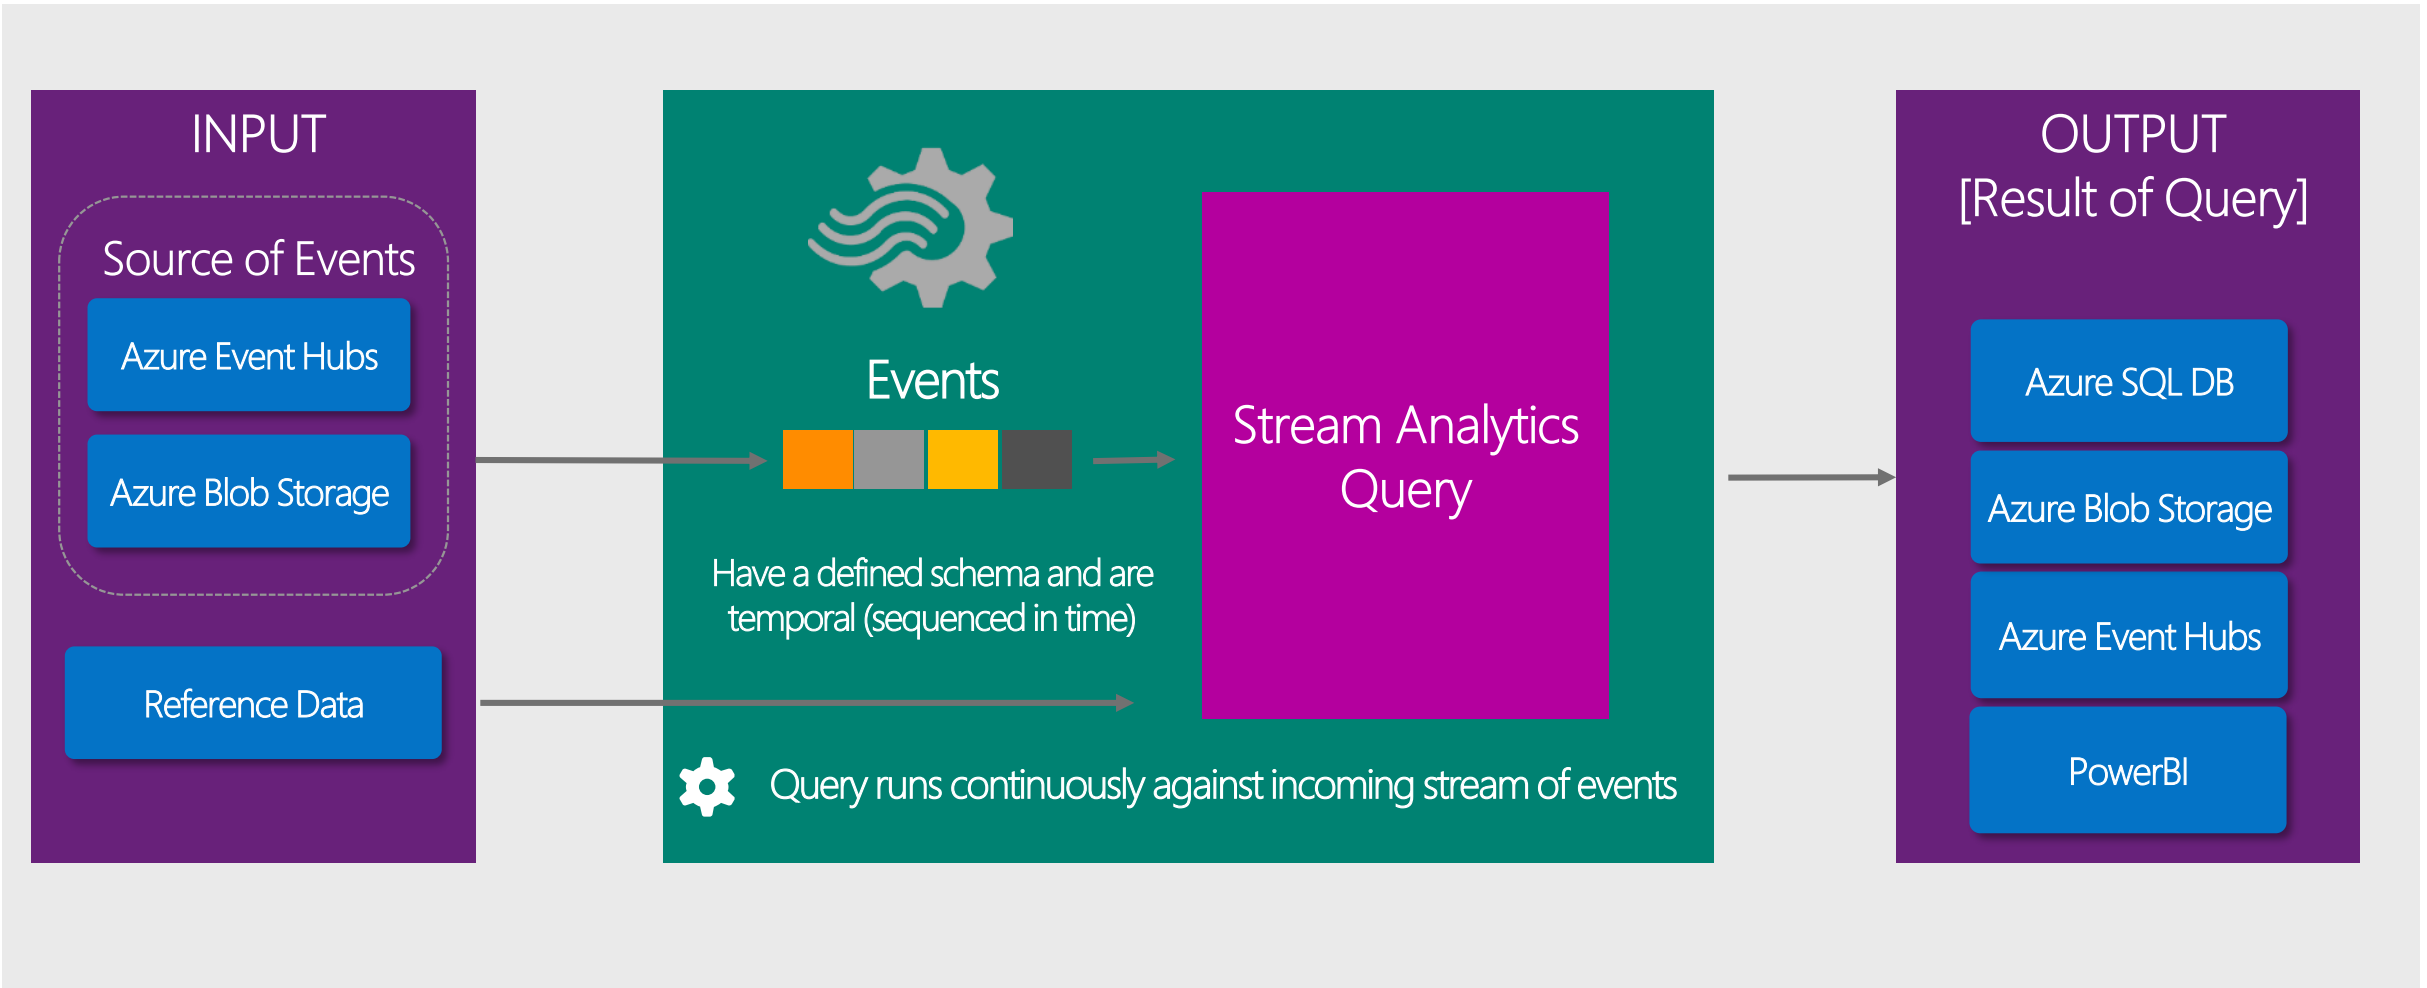 INPUT
Source of Events
Azure Event Hubs
Azure Blob Storage
Reference Data
Events
Have a defined schema and are
temporal (sequenced in time)
Stream Analytics
Query
Query runs continuously against incoming stream of events
OUTPUT
[Result of Query]
Azure SQL DB
Azure Blob Storage
Azure Event Hubs
PowerBI